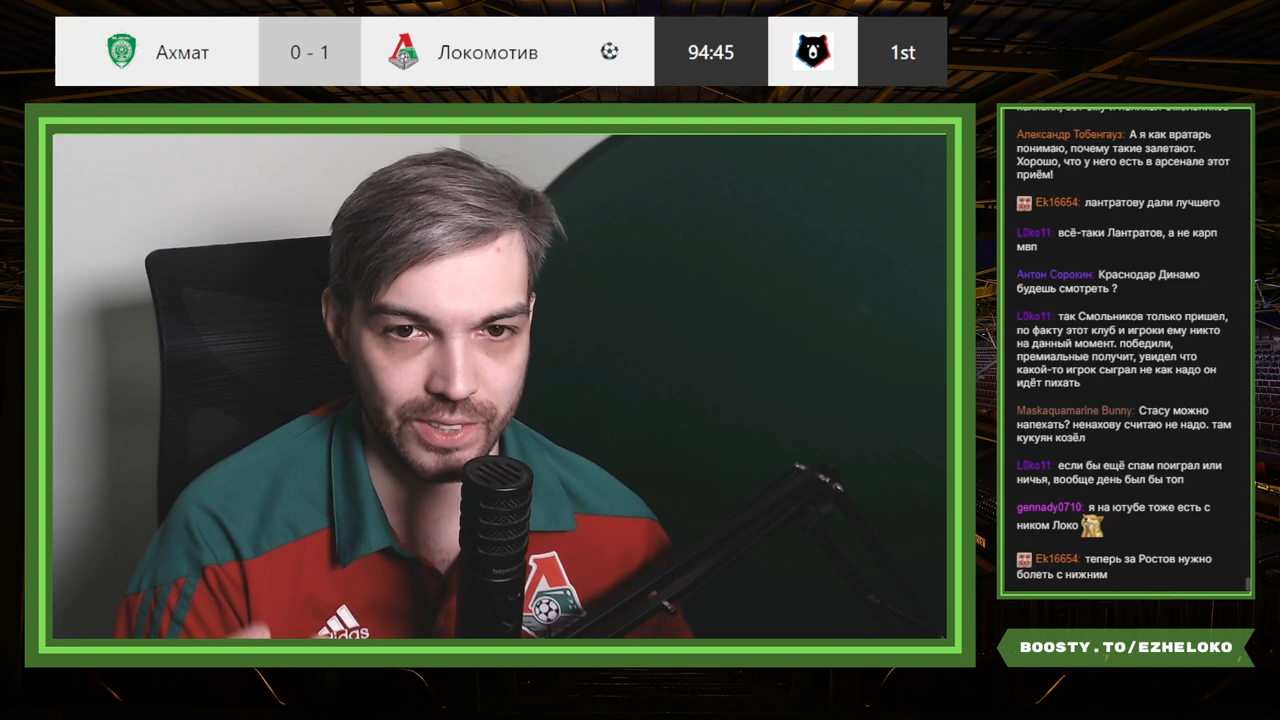 Ахмат
0 - 1
Локомотив
94:45
1st
Александр Тобенгауз: А я как вратарь
понимаю, почему такие залетают.
Хорошо, что у него есть в арсенале этот
приём!
Ek16654: лантратову дали лучшего
L0ko11: всё-таки Лантратов, а не карп
мвп
Антон Сорокин: Краснодар Динамо
будешь смотреть ?
L0ko11: так Смольников только пришел,
по факту этот клуб и игроки ему никто
на данный момент. победили,
премиальные получит, увидел что
какой-то игрок сыграл не как надо он
идёт пихать
Maskaquamarine Bunny: Стасу можно
напехать? ненахову считаю не надо. там
кукуян козёл
L0ko11: если бы ещё спам поиграл или
ничья, вообще день был бы топ
gennady0710: я на ютубе тоже есть с
ником Локо
Ek16654: теперь за Ростов нужно
болеть с нижним
BOOSTY.TO/EZHELOKO
adidas